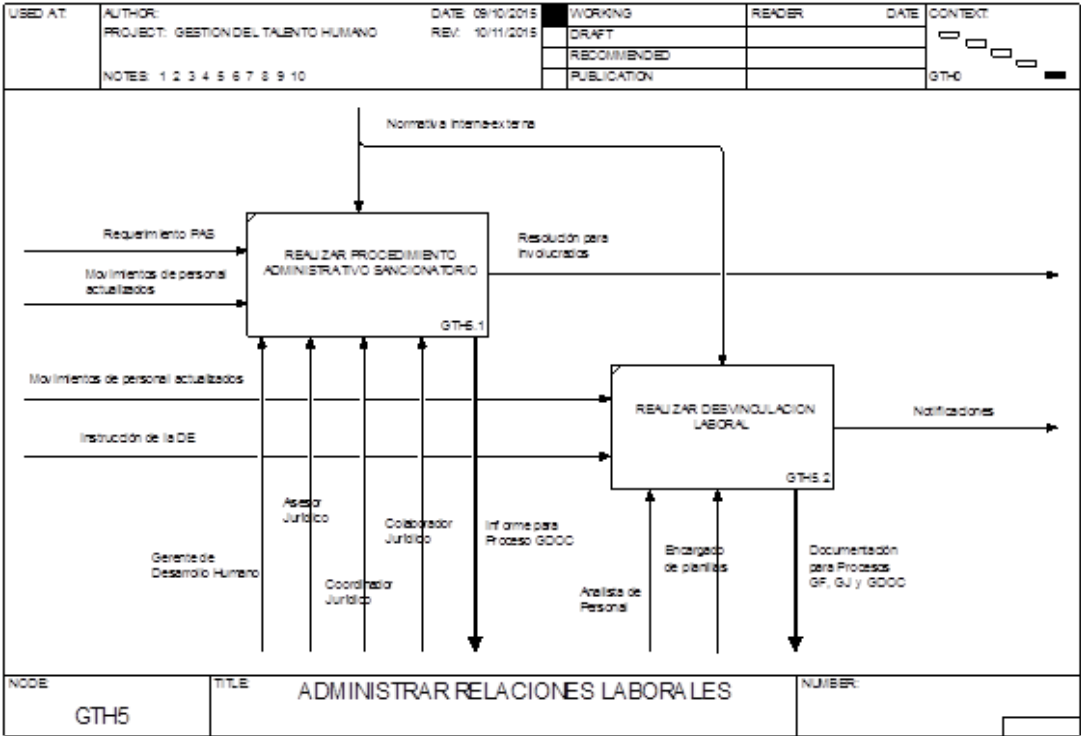 USED AT:
AUTHOR:
DATE: 09/10/2015
PROJECT: GESTION DEL TALENTO HUMANO
REV: 10/11/2015
NOTES: 1 2 3 4 5 6 7 8 9 10
WORKING
DRAFT
RECOMMENDED
PUBLICATION
READER
DATE
CONTEXT:
GTH0
Normativa interna-externa
Requerimiento PAS
Movimientos de personal
actualizados
REALIZAR PROCEDIMIENTO
ADMINISTRATIVO SANCIONATORIO
GTH5.1
Resolución para
involucrados
Movimientos de personal actualizados
Instrucción de la DE
REALIZAR DESVINCULACION
LABORAL
GTH5.2
Notificaciones
Gerente de
Desarrollo Humano
Asesor
Jurídico
Coordinador
Jurídico
Colaborador
Jurídico
Informe para
Proceso GDOC
Analista de
Personal
Encargado
de planillas
Documentación
para Procesos
GF, GJ y GDOC
NODE:
GTH5
TITLE:
ADMINISTRAR RELACIONES LABORALES
NUMBER: